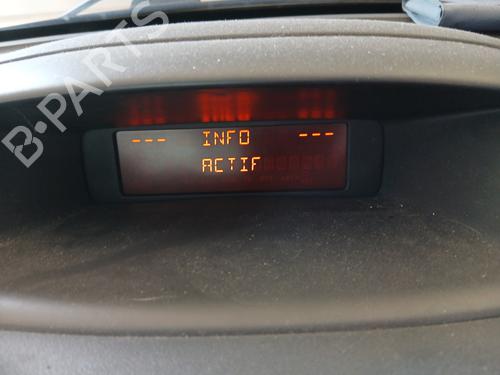 B-PARTS
--- INFO ---
ACTIF